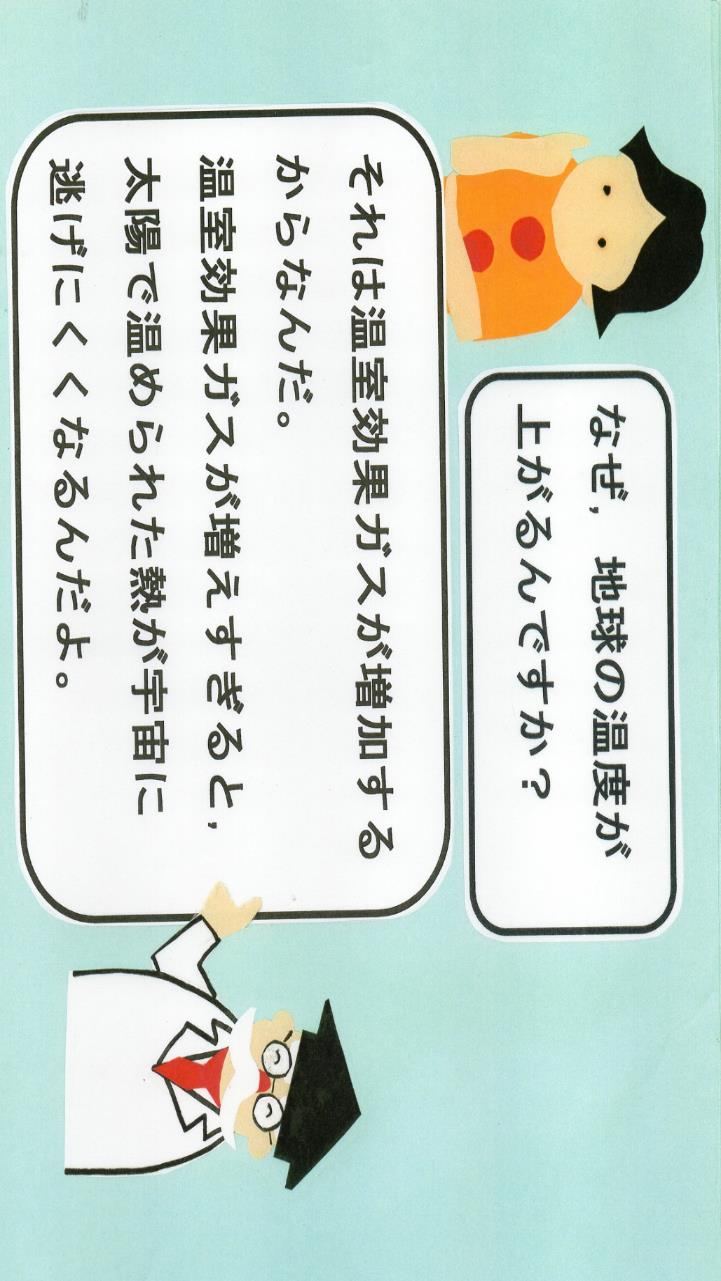 なぜ， 地球の温度が
上がるんですか？
それは温室効果ガスが増加する
からなんだ。
温室効果ガスが増えすぎると，
太陽で温められた熱が宇宙に
逃げにくくなるんだよ。